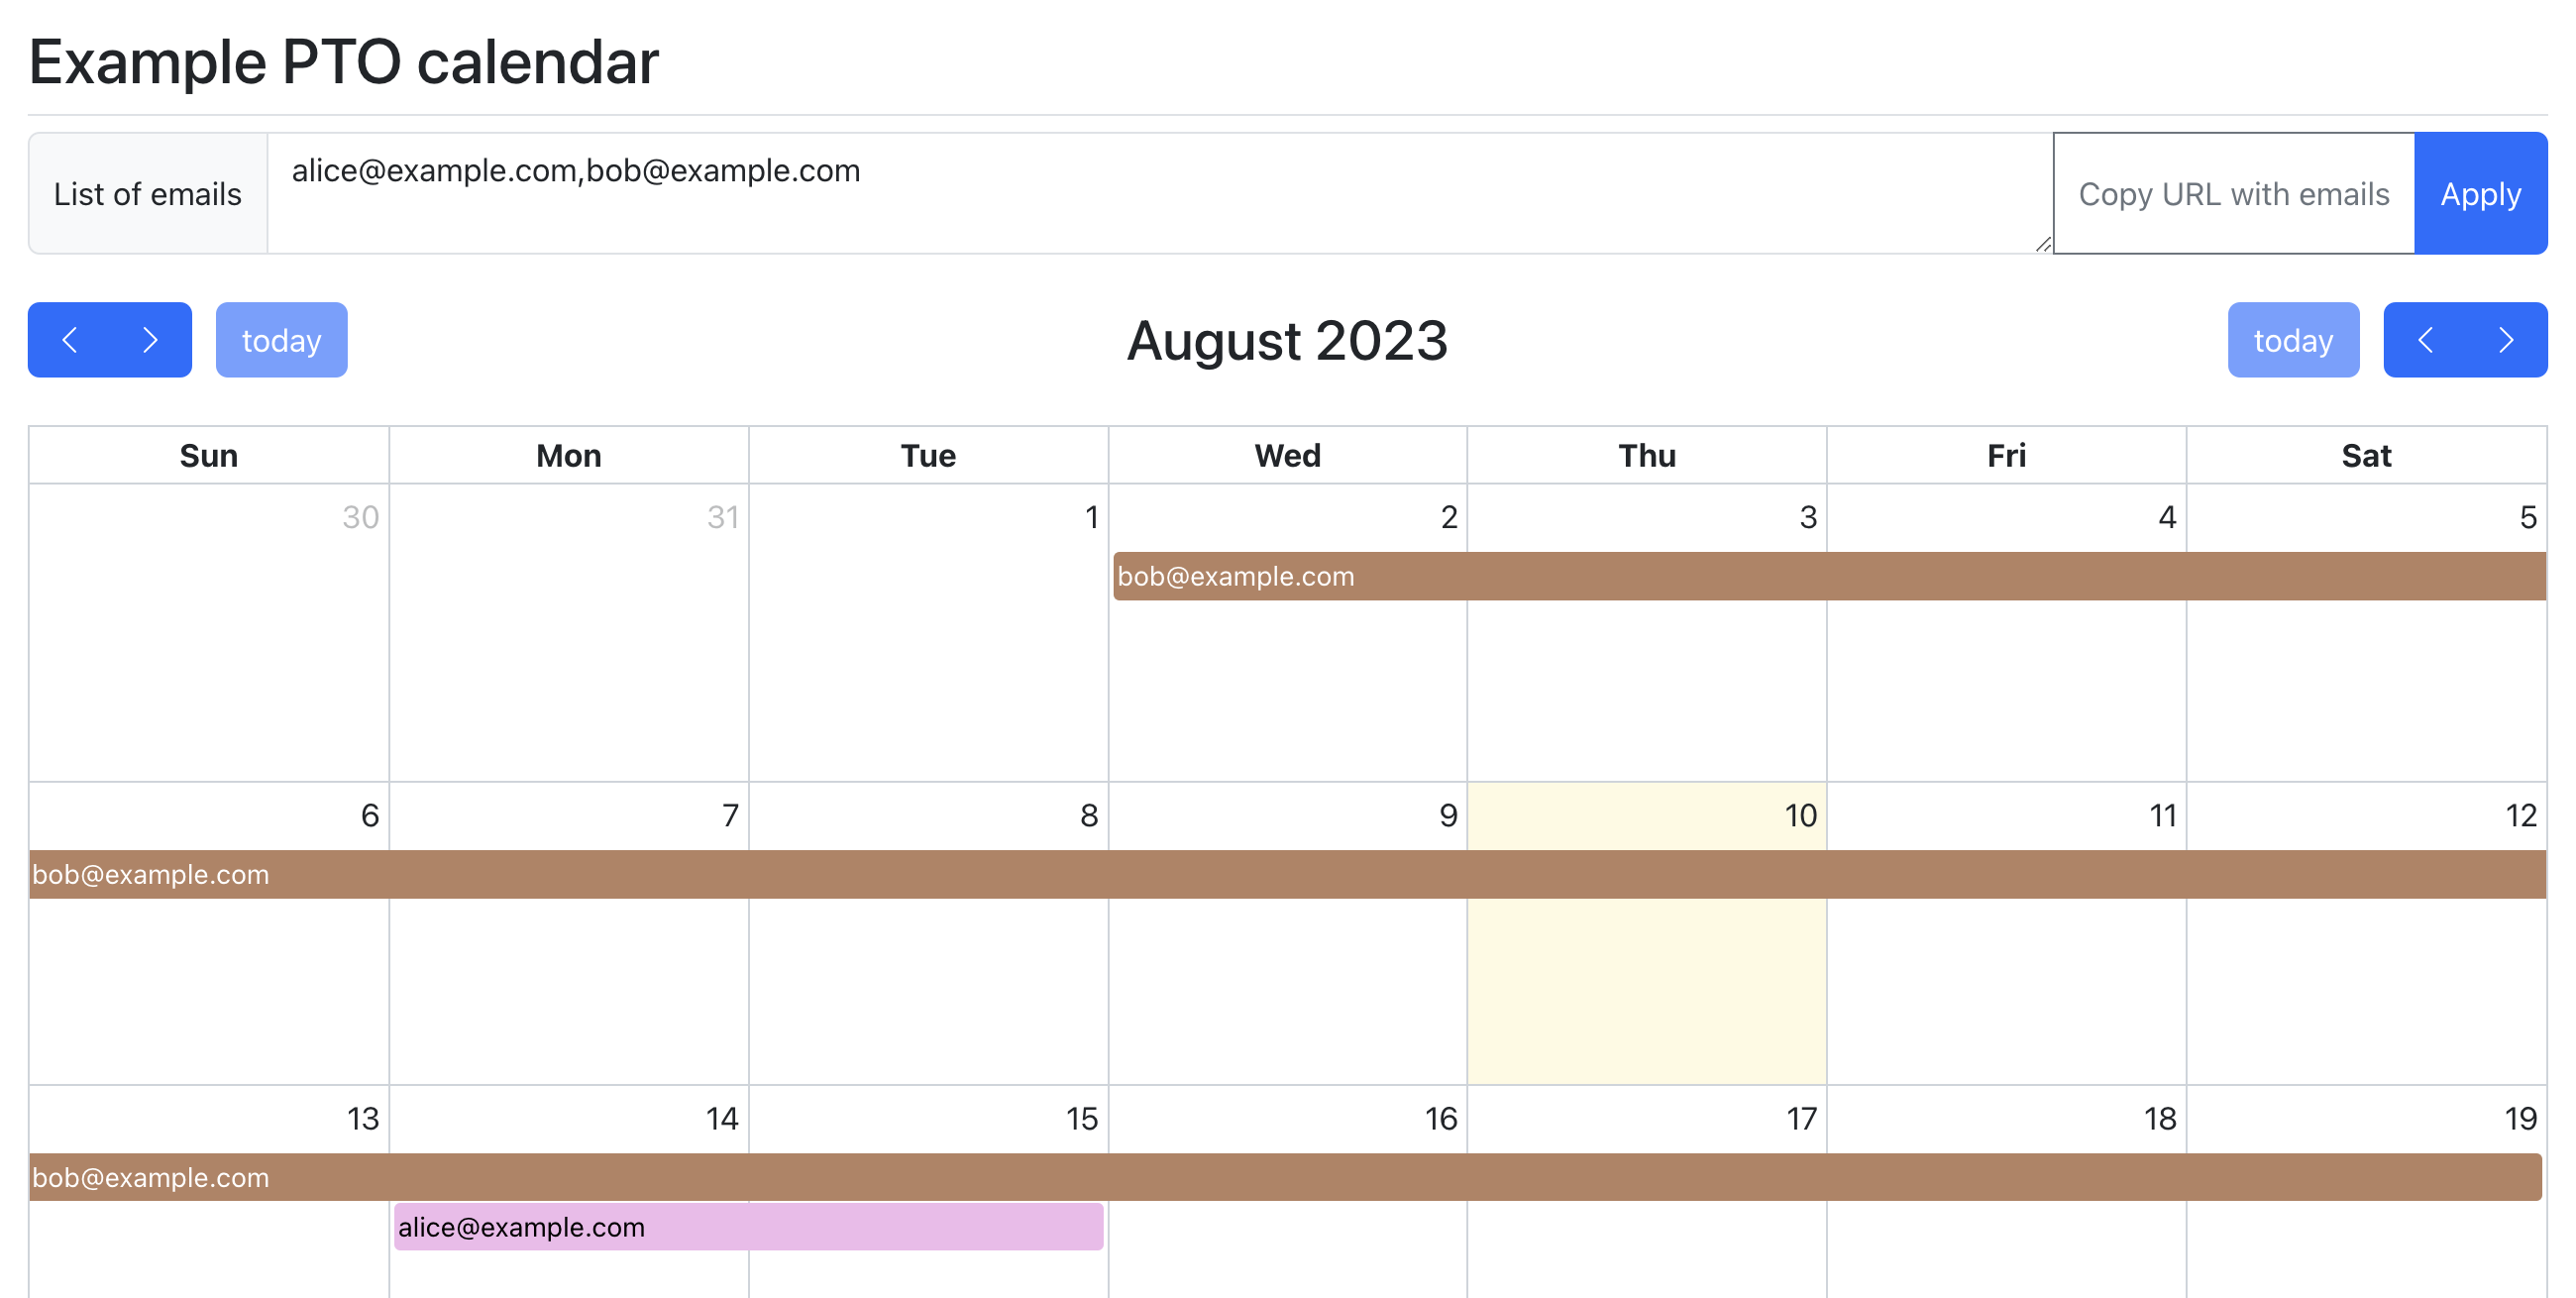 Example PTO calendar
List of emails alice@example.com,bob@example.com Copy URL with emails Apply
today August 2023 today
Sun Mon Tue Wed Thu Fri Sat
30 31 1 2 3 4 5
bob@example.com
6 7 8 9 10 11 12
bob@example.com
13 14 15 16 17 18 19
bob@example.com
alice@example.com